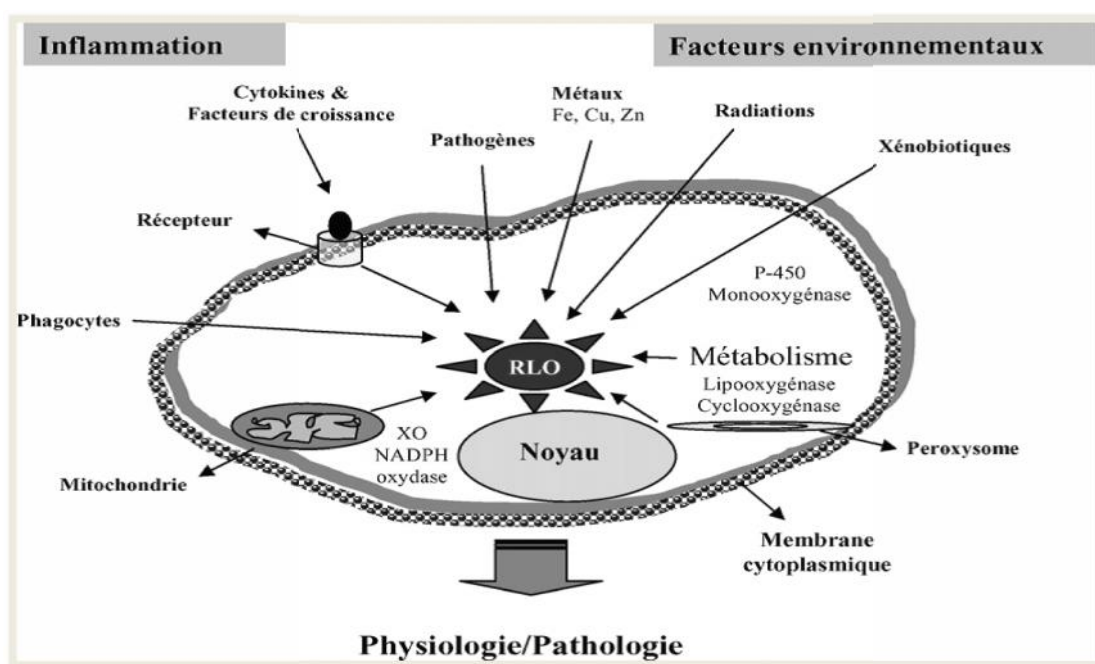 Inflammation
Facteurs environnementaux
Cytokines &
Facteurs de croissance
Métaux
Fe, Cu, Zn
Radiations
Pathogènes
Xénobiotiques
Récepteur
P-450
Monooxygénase
Phagocytes
RLO
Métabolisme
Lipooxygénase
Cyclooxygénase
XO
NADPH
oxydase
Noyau
Peroxysome
Mitochondrie
Membrane
cytoplasmique
Physiologie/Pathologie